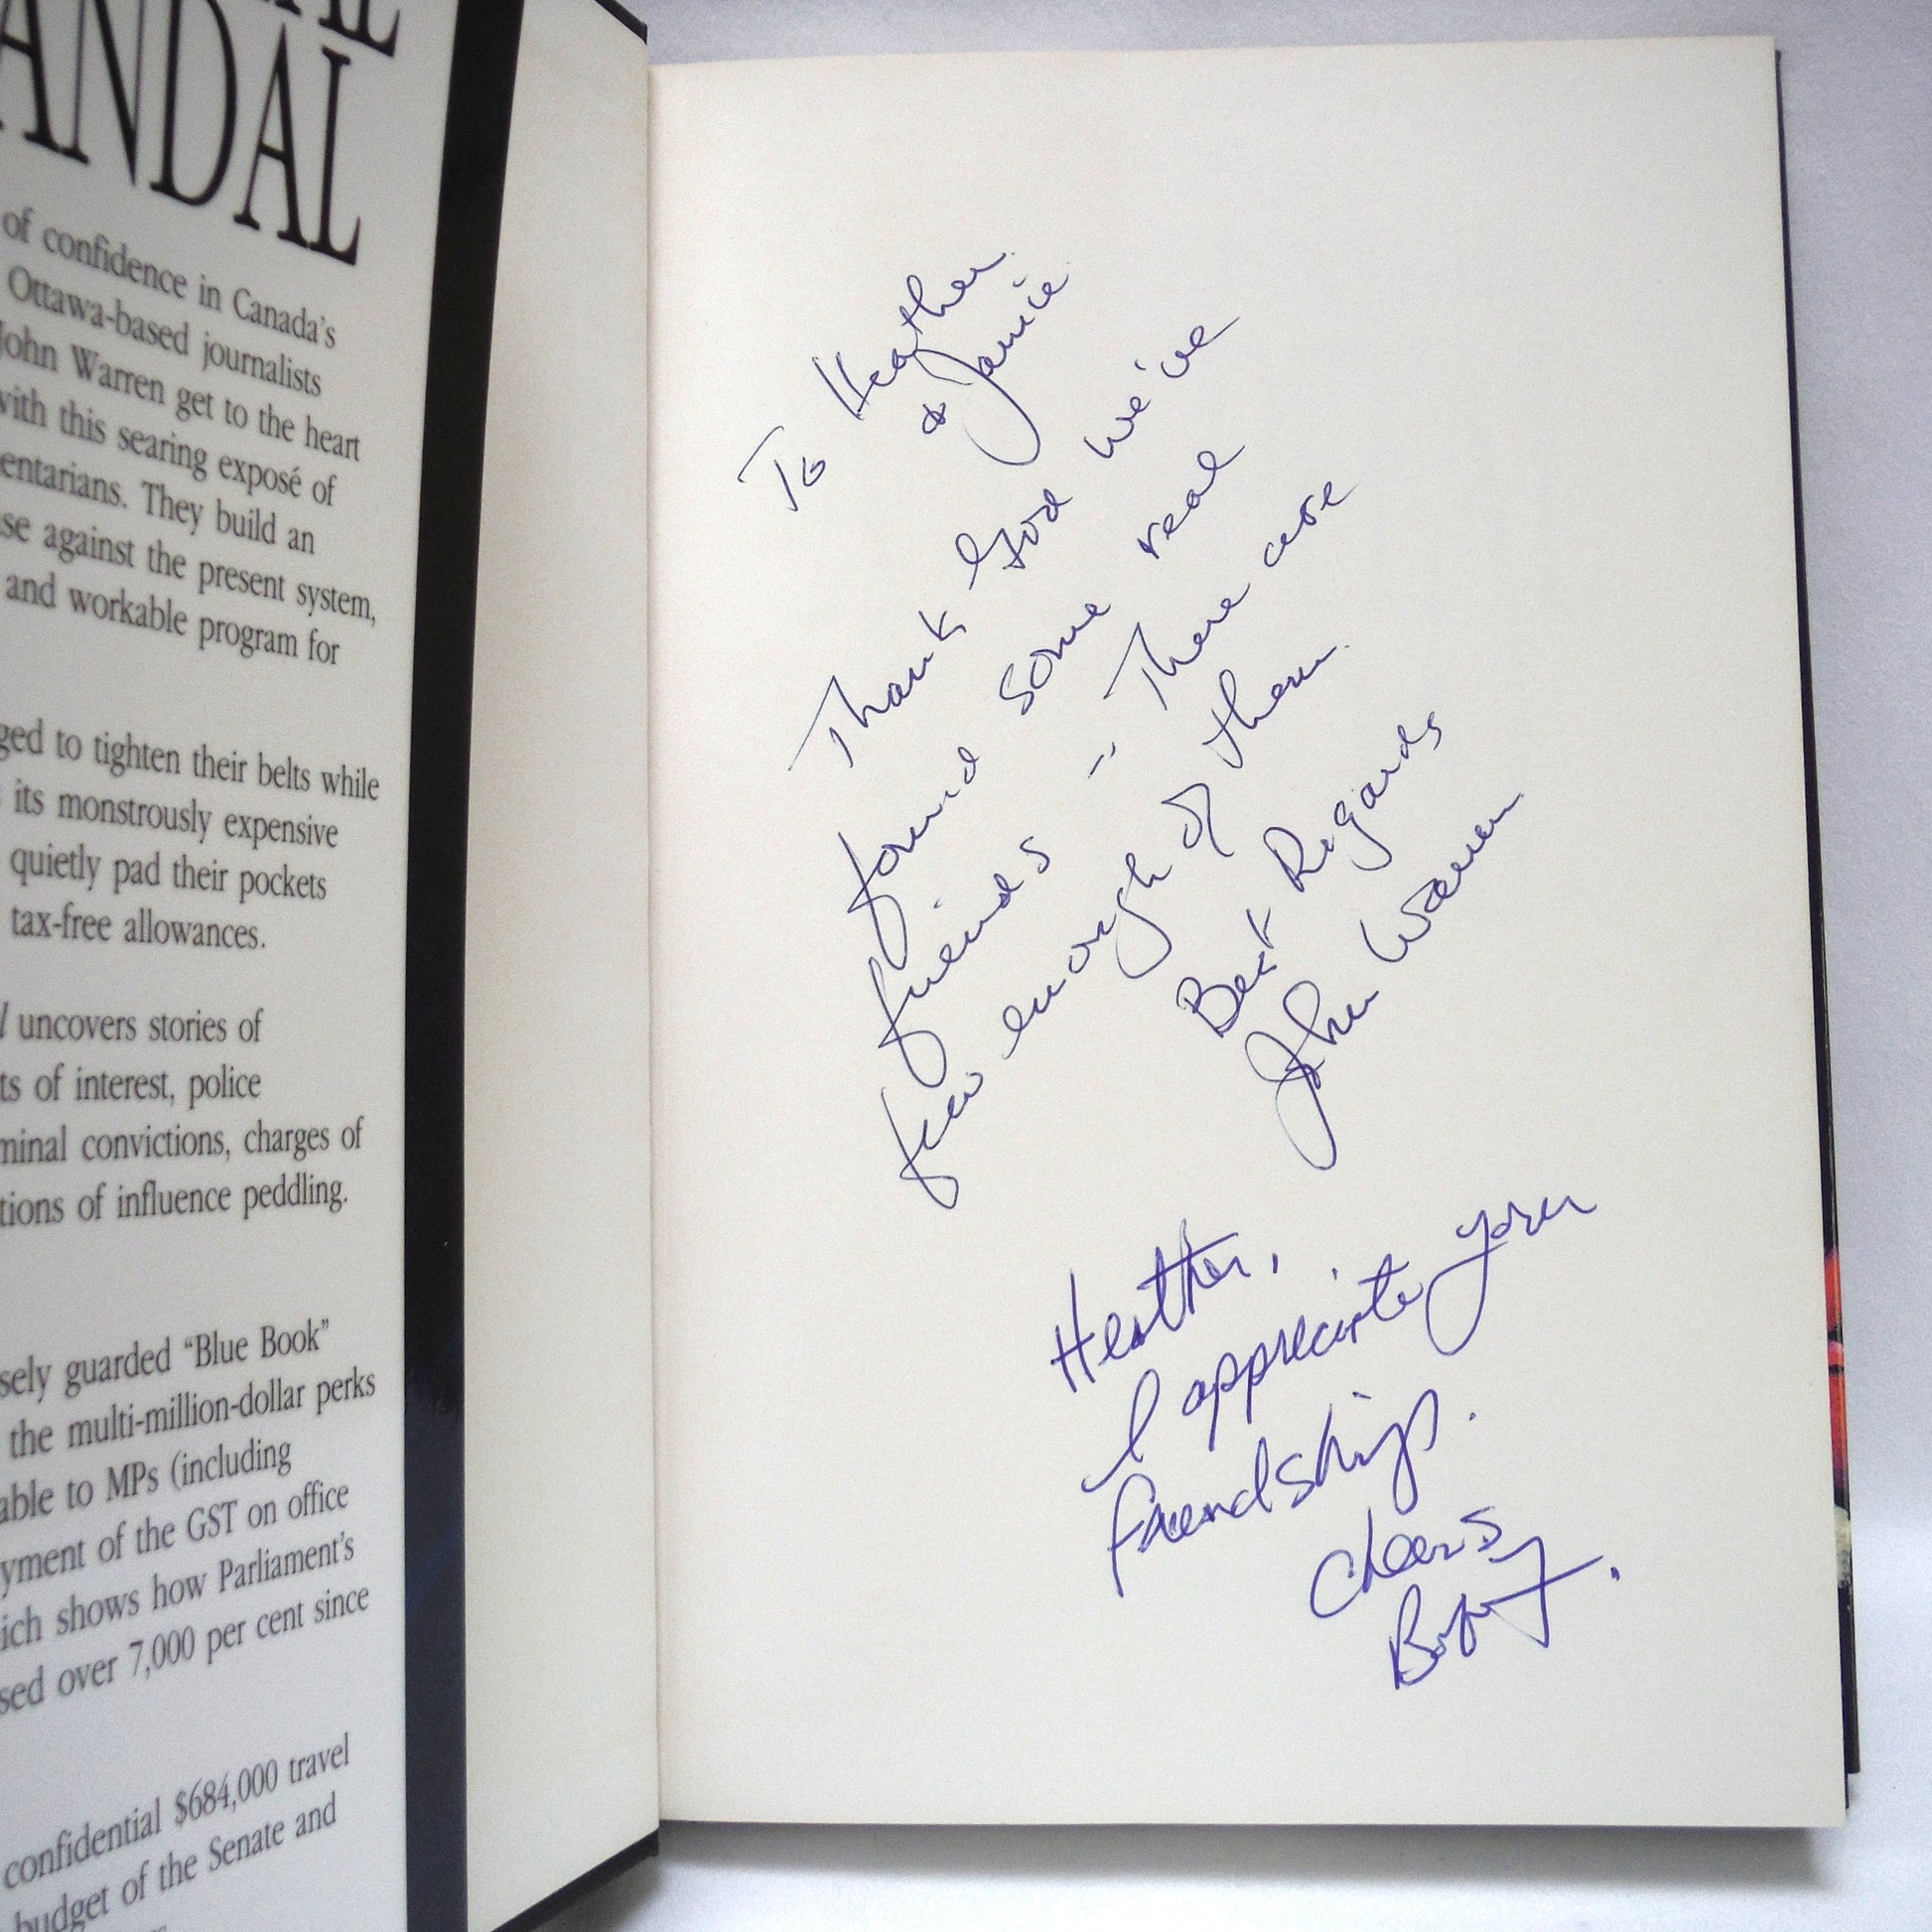 ANDAL
of confidence in Canada's
Ottawa-based journalists
John Warren get to the heart
with this searing exposé of
entarians. They build an
se against the present system,
and workable program for
ged to tighten their belts while
its monstrously expensive
quietly pad their pockets
tax-free allowances.
uncovers stories of
ts of interest, police
minal convictions, charges of
tions of influence peddling.
sely guarded “Blue Book”
the multi-million-dollar perks
able to MPs (including
yment of the GST on office
ich shows how Parliament's
sed over 7,000 per cent since
confidential $684,000 travel
budget of the Senate and
To Heather
& Janice
Thank God we've
found some real
friends -- There are
few enough of them.
Best Regards
John Warren
Heather,
I appreciate your
friendship.
Cheers